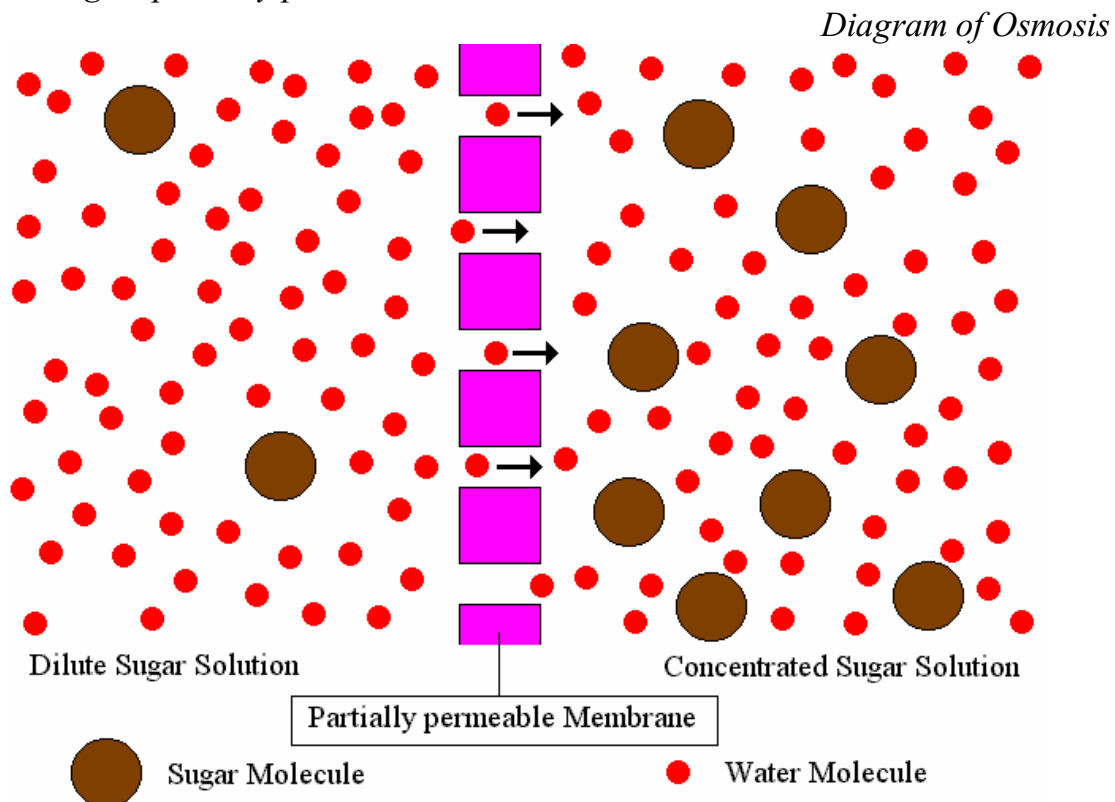 Diagram of Osmosis
Dilute Sugar Solution
Concentrated Sugar Solution
Partially permeable Membrane
Sugar Molecule
Water Molecule